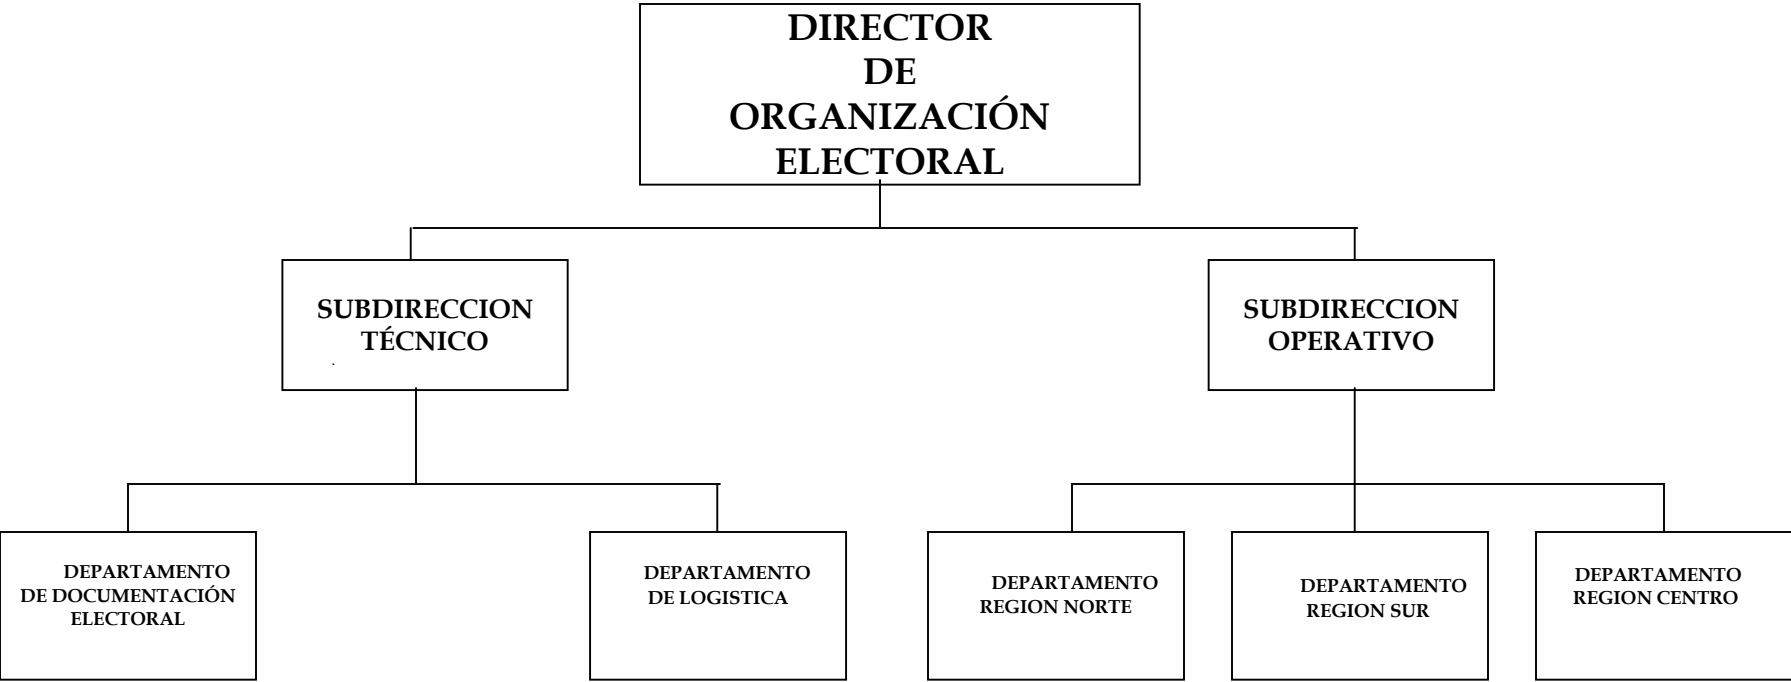 DIRECTOR
DE
ORGANIZACIÓN
ELECTORAL
SUBDIRECCION
TÉCNICO
.
SUBDIRECCION
OPERATIVO
DEPARTAMENTO
DE DOCUMENTACIÓN
ELECTORAL
DEPARTAMENTO
DE LOGISTICA
DEPARTAMENTO
REGION NORTE
DEPARTAMENTO
REGION SUR
DEPARTAMENTO
REGION CENTRO